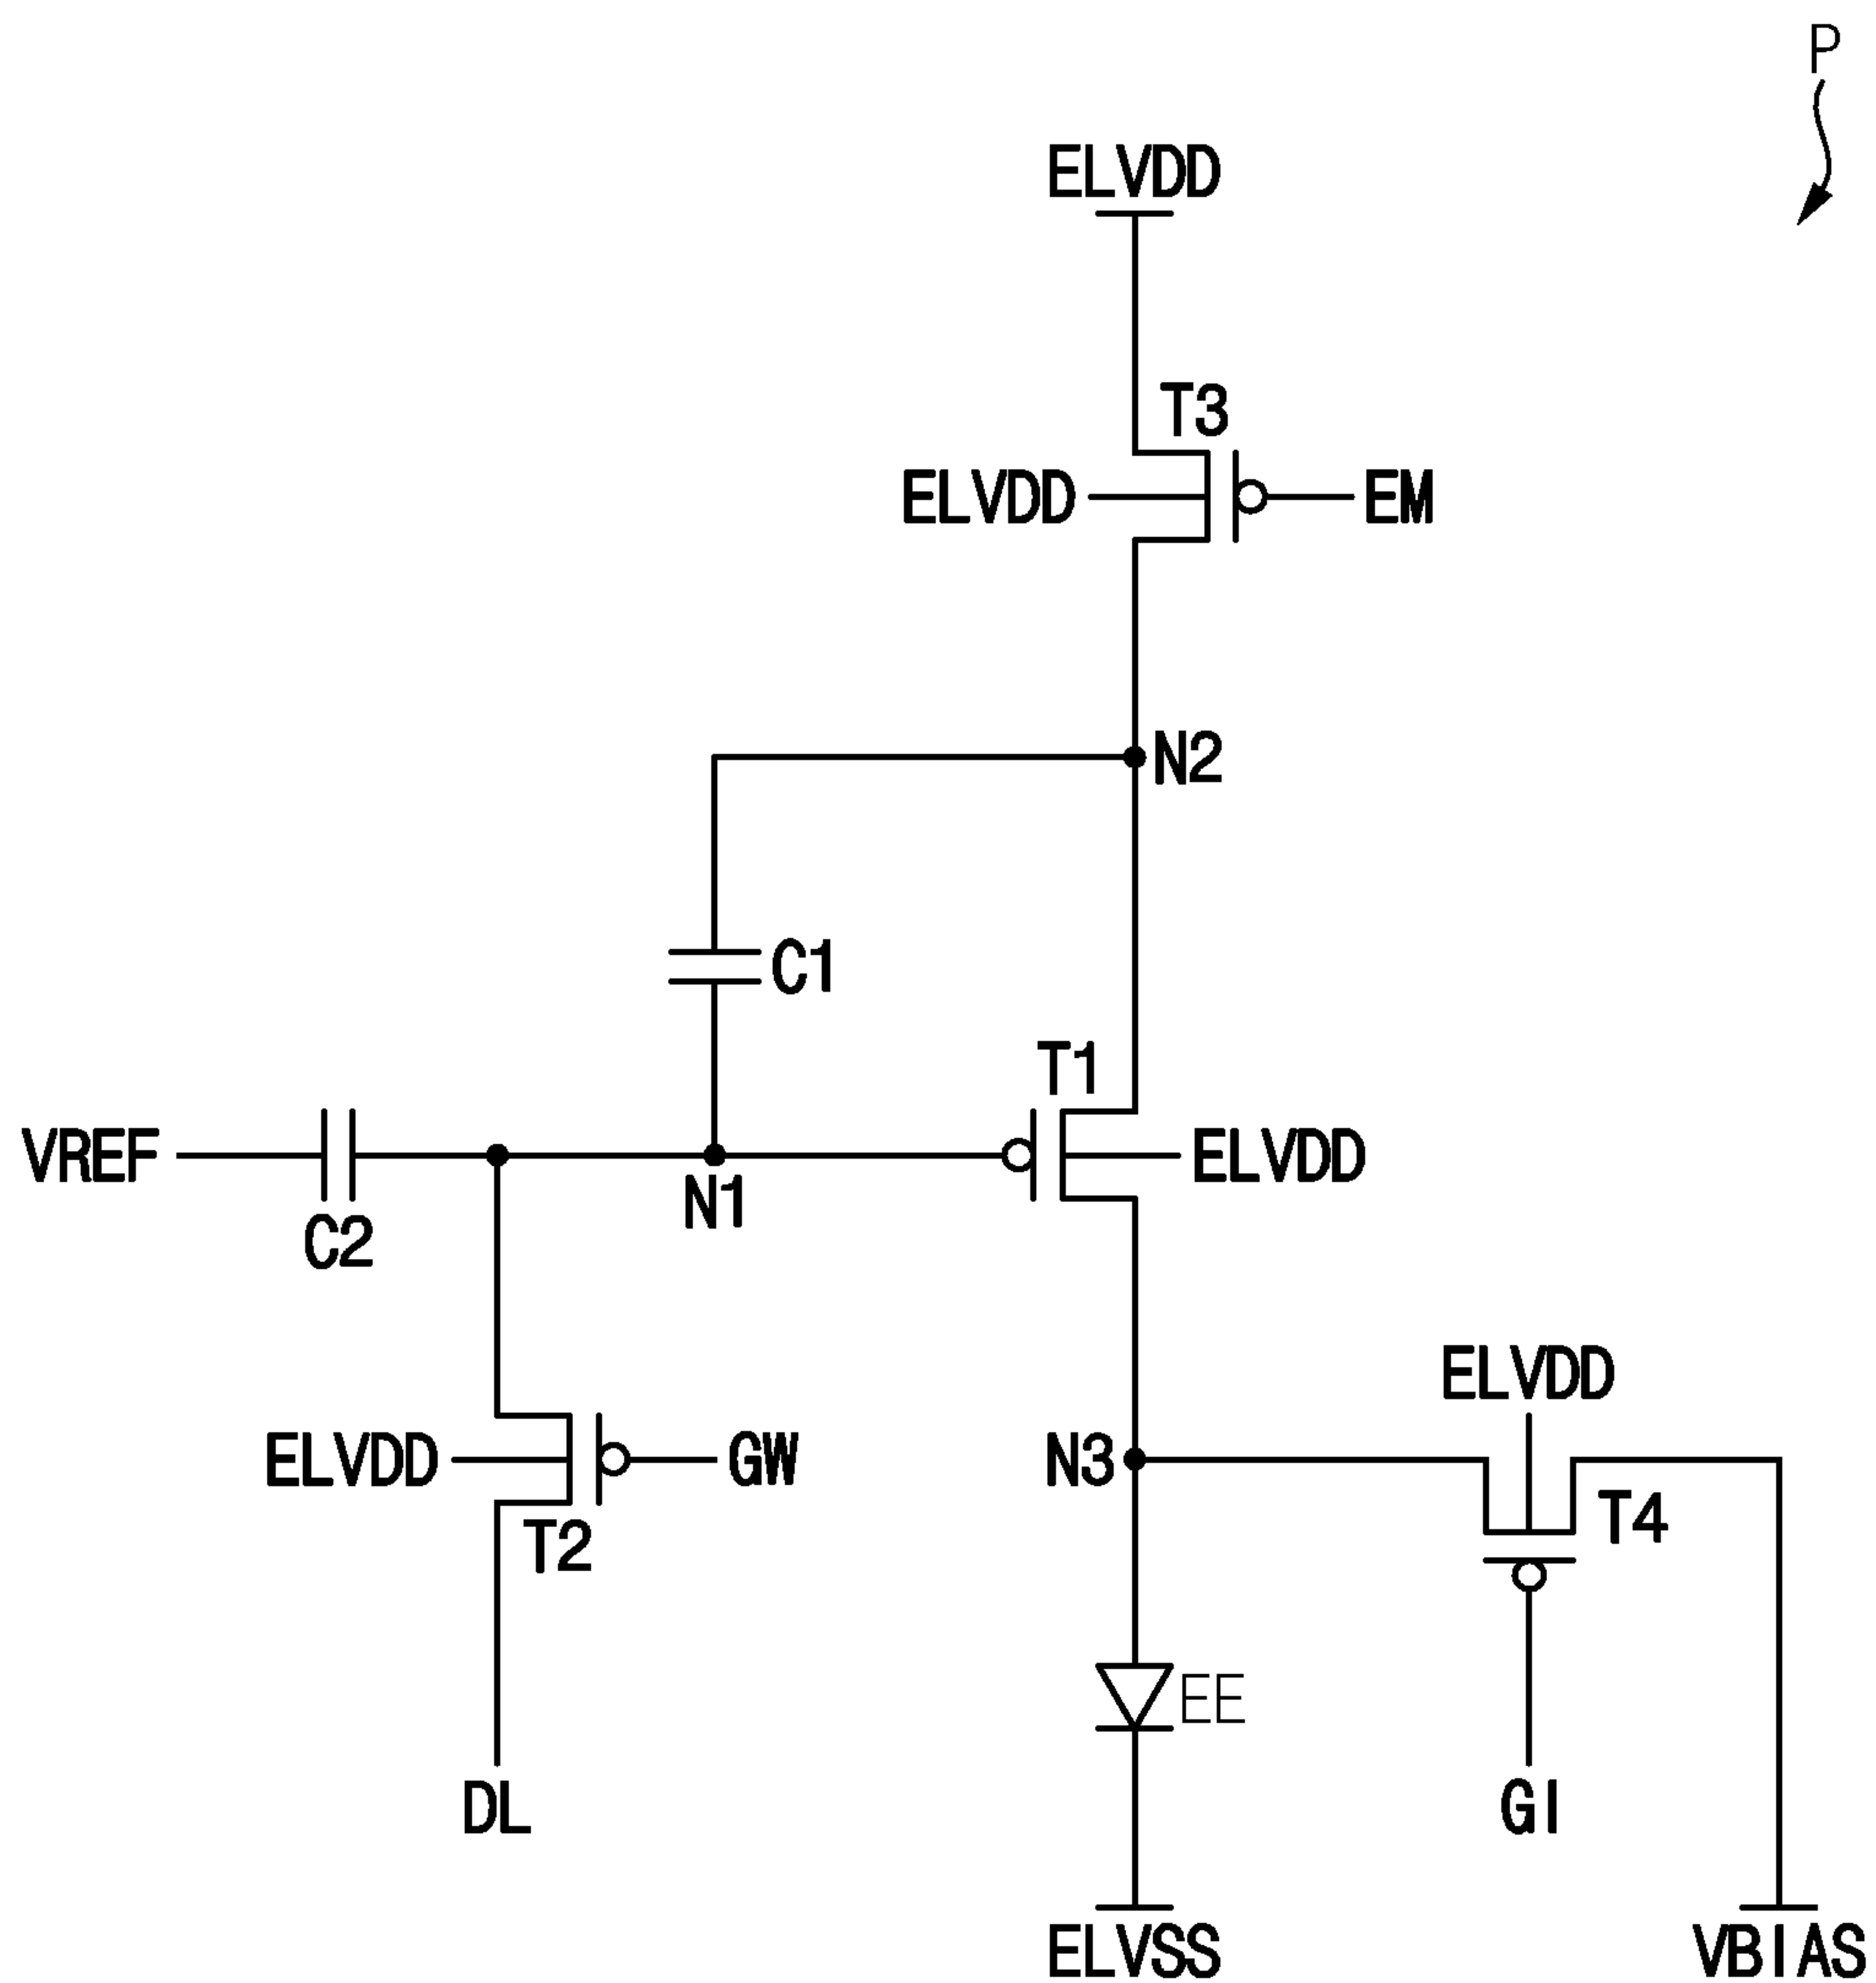 P
ELVDD
T3
ELVDD
EM
N2
C1
T1
VREF
ELVDD
N1
C2
ELVDD
ELVDD
GW
N3
T4
T2
EE
DL
GI
ELVSS
VBIAS